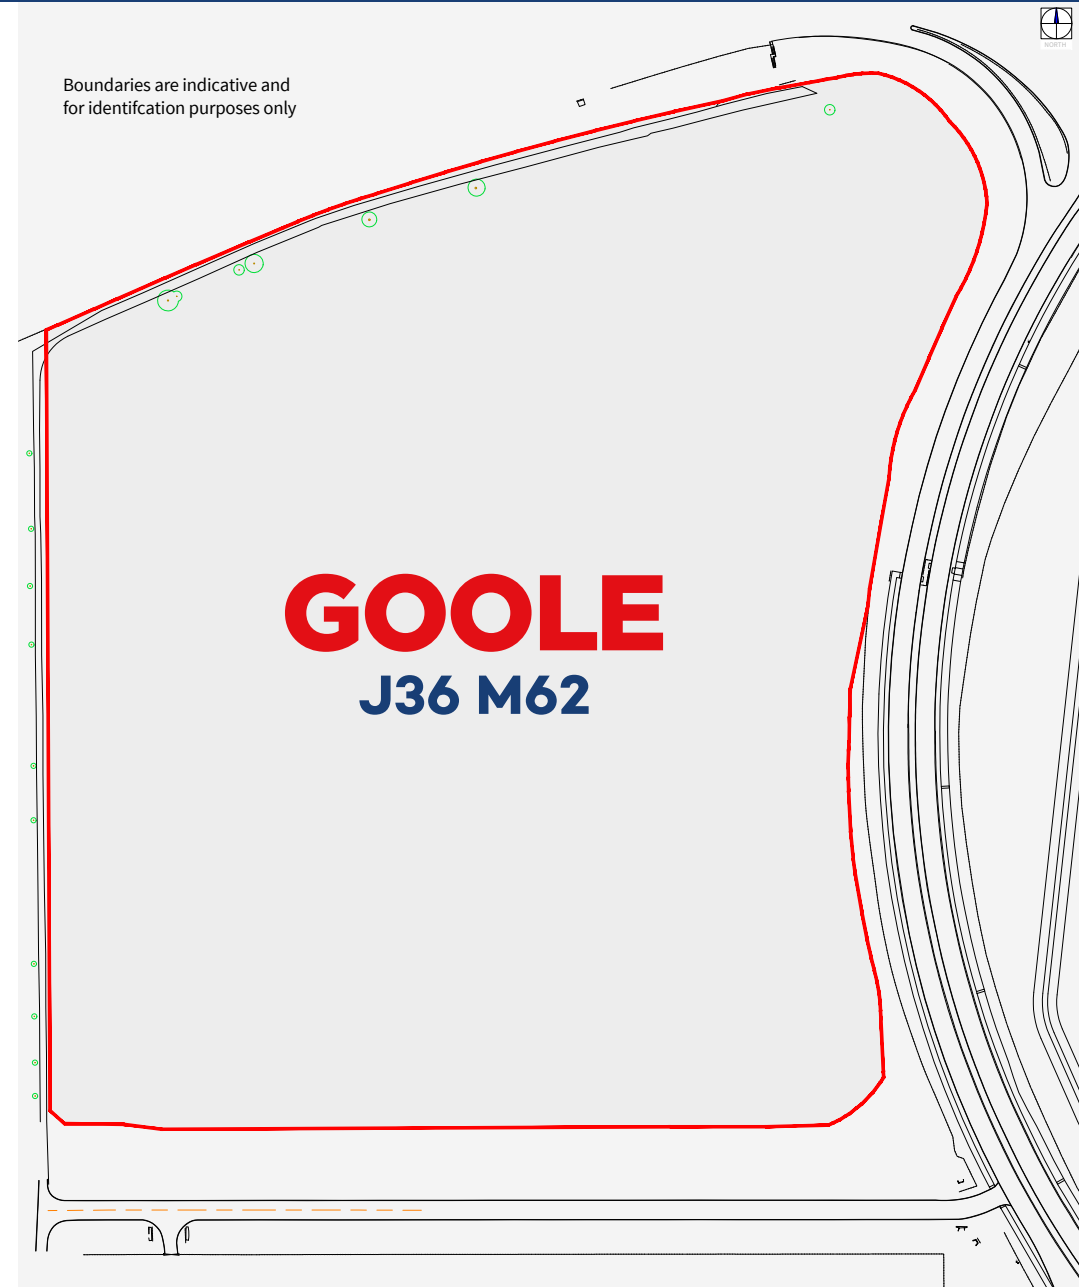 NORTH
Boundaries are indicative and
for identifcation purposes only
GOOLE
J36 M62